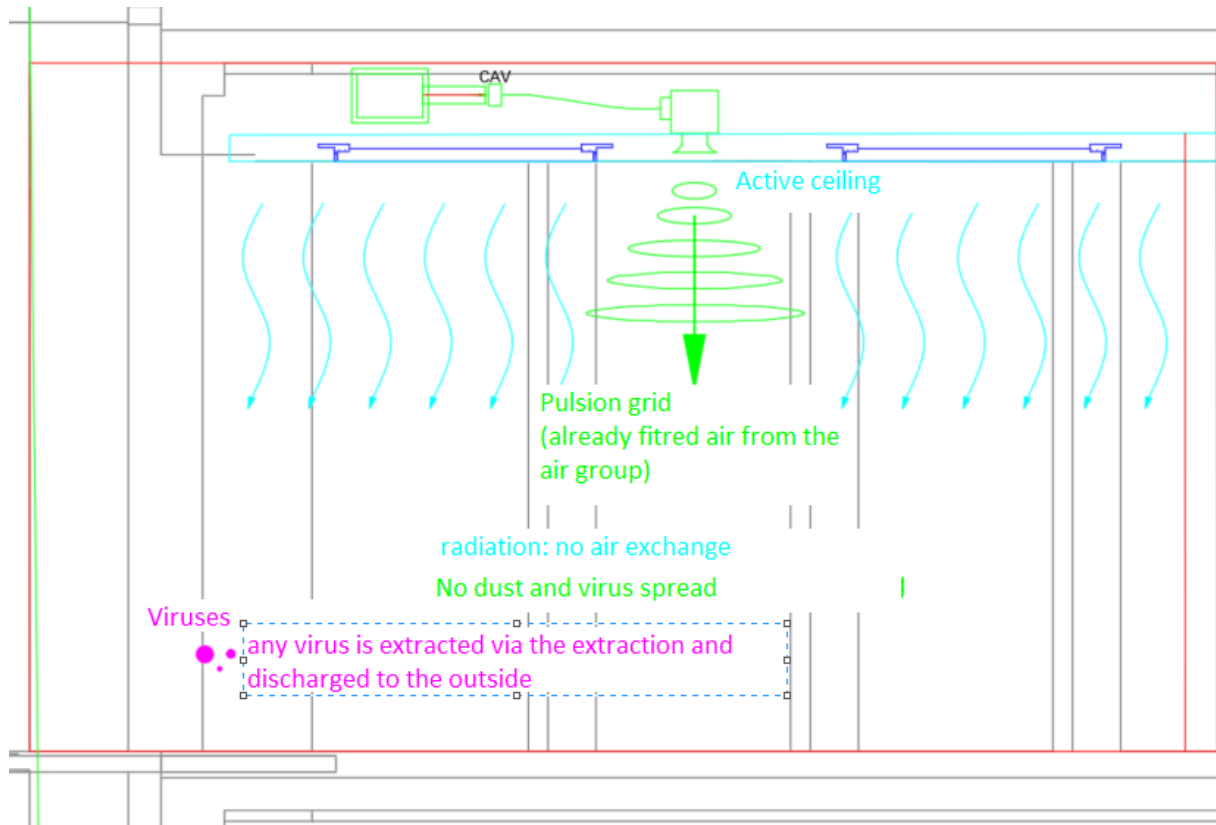 CAV
Active ceiling
Pulsion grid
(already fitred air from the
air group)
radiation: no air exchange
No dust and virus spread
Viruses
any virus is extracted via the extraction and
discharged to the outside